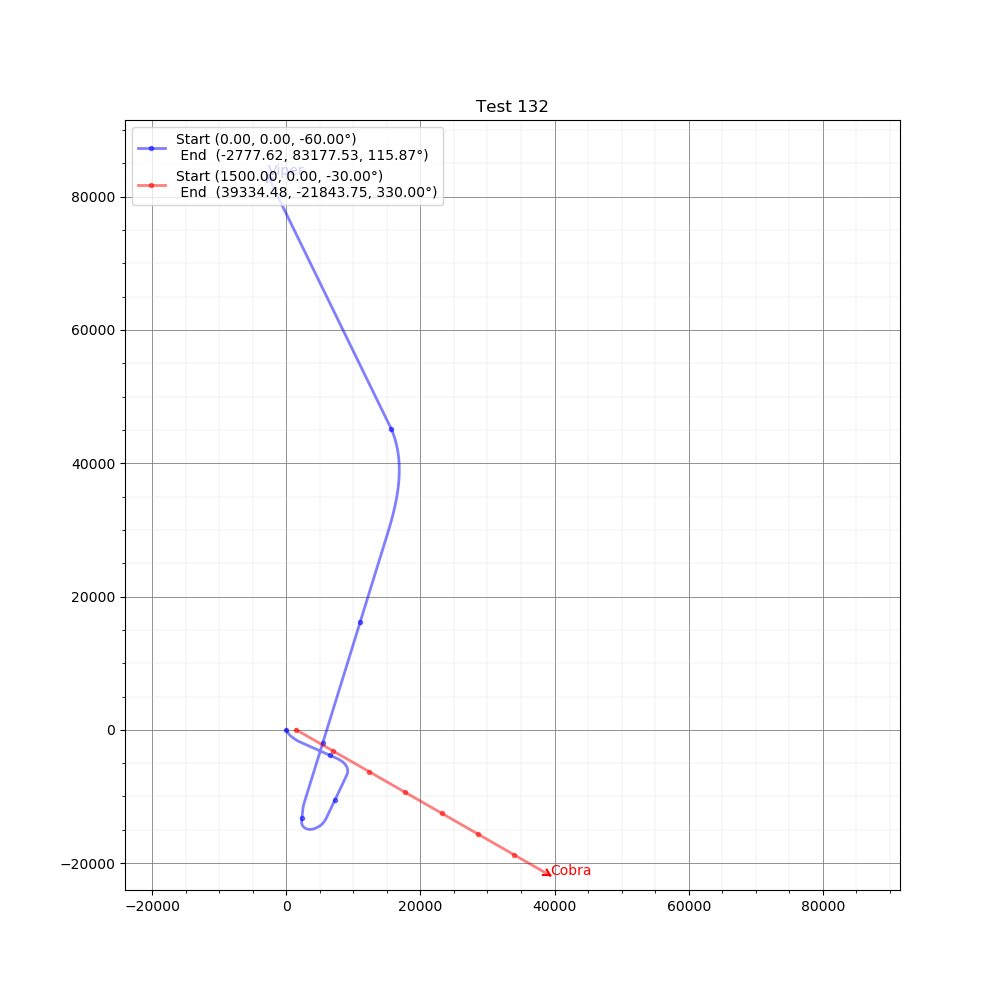 Test 132
Start (0.00, 0.00, -60.00°)
End  (-2777.62, 83177.53, 115.87°)
Viper
Start (1500.00, 0.00, -30.00°)
End  (39334.48, -21843.75, 330.00°)
80000
60000
40000
20000
0
−20000
Cobra
−20000 0 20000 40000 60000 80000